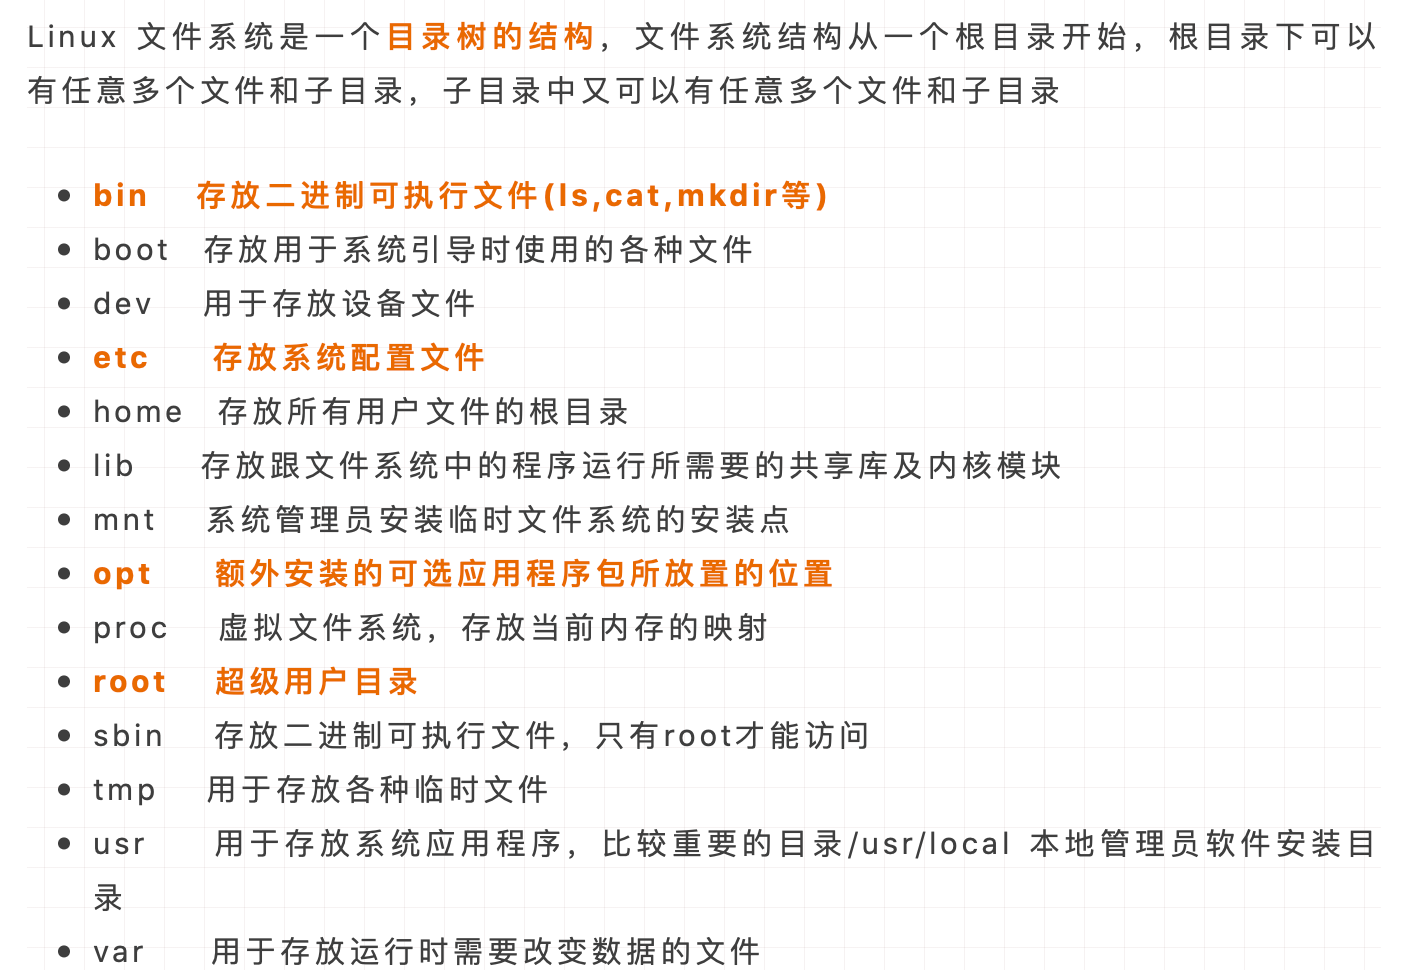 Linux 文件系统是一个目录树的结构，文件系统结构从一个根目录开始，根目录下可以
有任意多个文件和子目录，子目录中又可以有任意多个文件和子目录
• bin 存放二进制可执行文件(ls,cat,mkdir等)
• boot 存放用于系统引导时使用的各种文件
• dev 用于存放设备文件
• etc 存放系统配置文件
• home 存放所有用户文件的根目录
• lib 存放跟文件系统中的程序运行所需要的共享库及内核模块
• mnt 系统管理员安装临时文件系统的安装点
• opt 额外安装的可选应用程序包所放置的位置
• proc 虚拟文件系统，存放当前内存的映射
• root 超级用户目录
• sbin 存放二进制可执行文件，只有root才能访问
• tmp 用于存放各种临时文件
• usr 用于存放系统应用程序，比较重要的目录/usr/local 本地管理员软件安装目
录
• var 用于存放运行时需要改变数据的文件